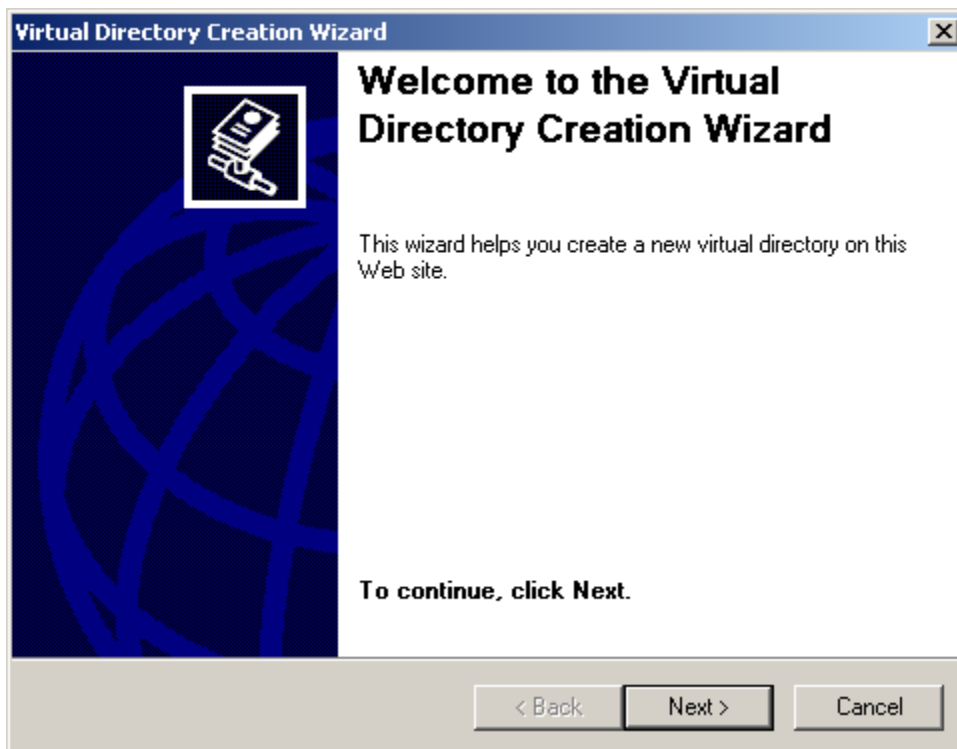 Virtual Directory Creation Wizard
Welcome to the Virtual
Directory Creation Wizard
This wizard helps you create a new virtual directory on this
Web site.
To continue, click Next.
< Back
Next >
Cancel